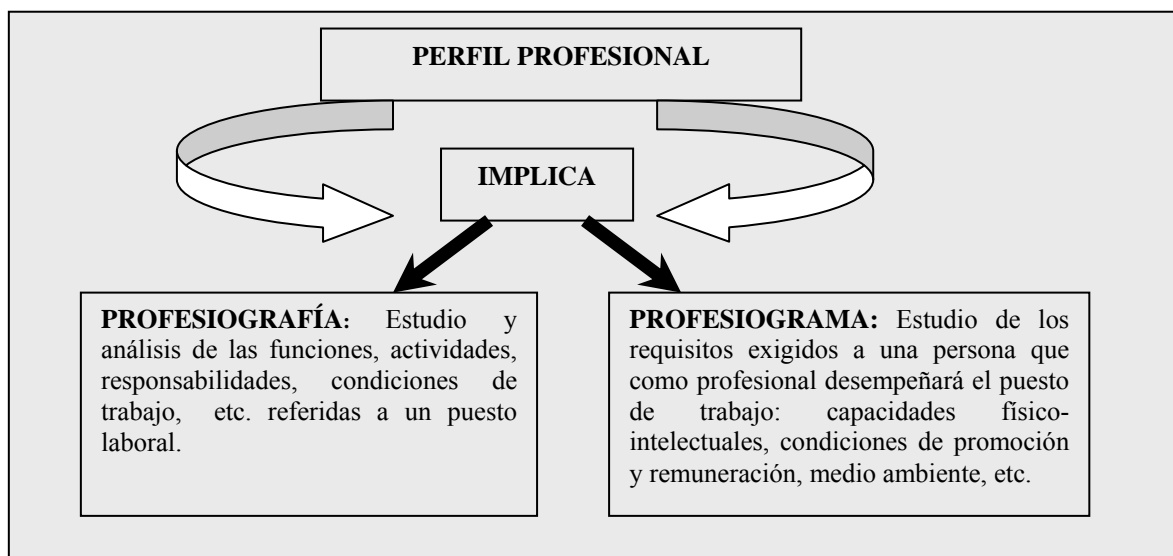 PERFIL PROFESIONAL
IMPLICA
PROFESIOGRAFÍA: Estudio y
análisis de las funciones, actividades,
responsabilidades, condiciones de
trabajo, etc. referidas a un puesto
laboral.
PROFESIOGRAMA: Estudio de los
requisitos exigidos a una persona que
como profesional desempeñará el puesto
de trabajo: capacidades físico-
intelectuales, condiciones de promoción
y remuneración, medio ambiente, etc.